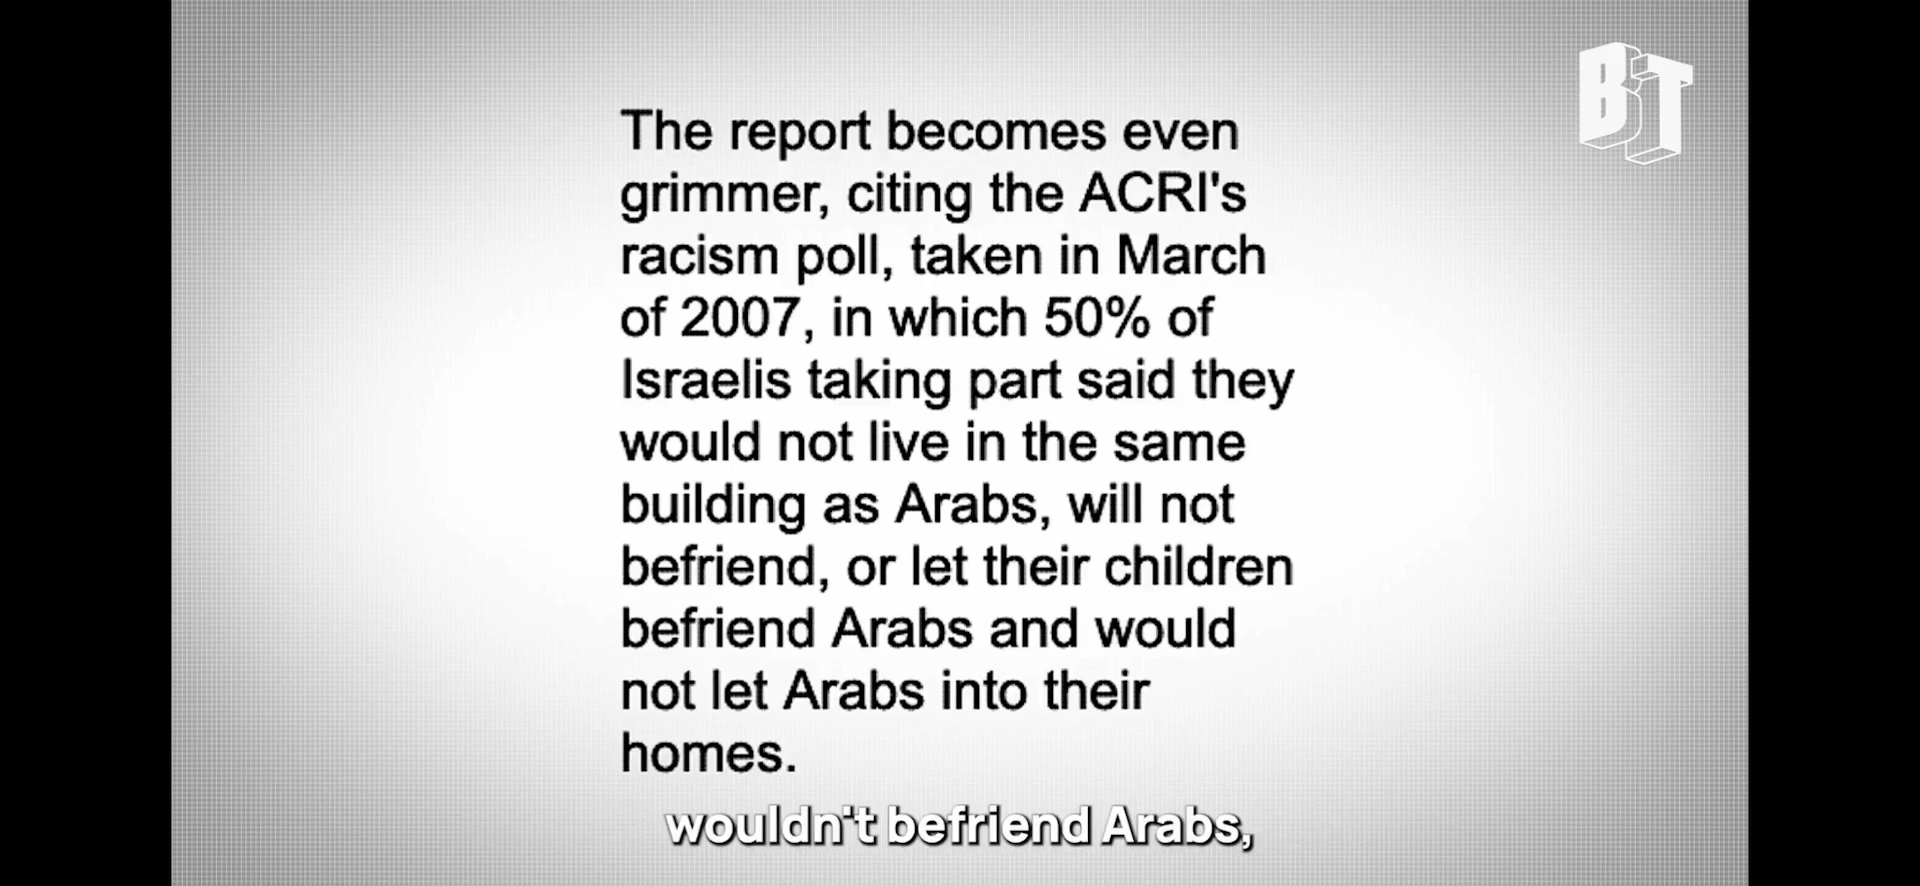 BT
The report becomes even
grimmer, citing the ACRI's
racism poll, taken in March
of 2007, in which 50% of
Israelis taking part said they
would not live in the same
building as Arabs, will not
befriend, or let their children
befriend Arabs and would
not let Arabs into their
homes.
wouldn't befriend Arabs,